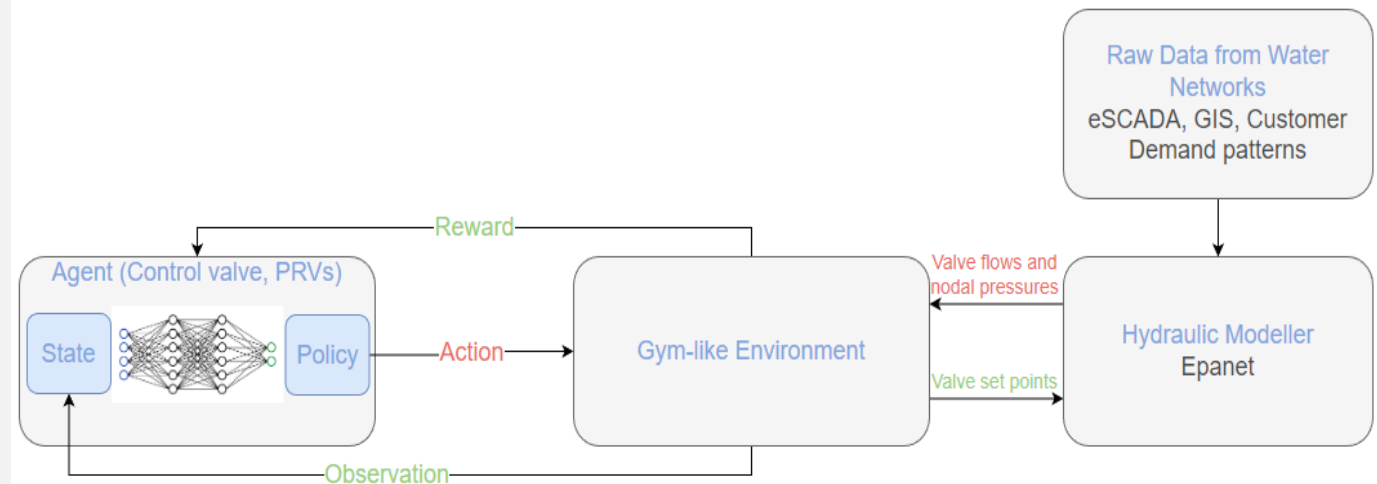 Raw Data from Water
Networks
eSCADA, GIS, Customer
Demand patterns
Reward
Agent (Control valve, PRVs)
State
Policy
Action
Gym-like Environment
Valve flows and
nodal pressures
Valve set points
Hydraulic Modeller
Epanet
Observation